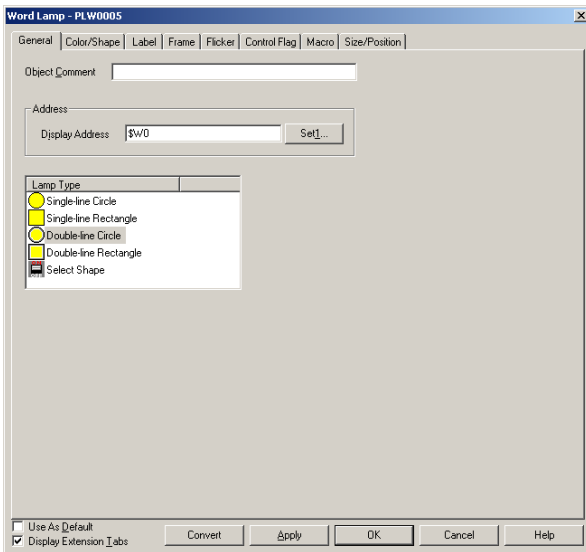 Word Lamp - PLW0005
General Color/Shape Label Frame Flicker Control Flag Macro Size/Position
Object Comment
Address
Display Address $W0 Set1...
Lamp Type
Single-line Circle
Single-line Rectangle
Double-line Circle
Double-line Rectangle
Select Shape
Use As Default
Display Extension Tabs Convert Apply OK Cancel Help